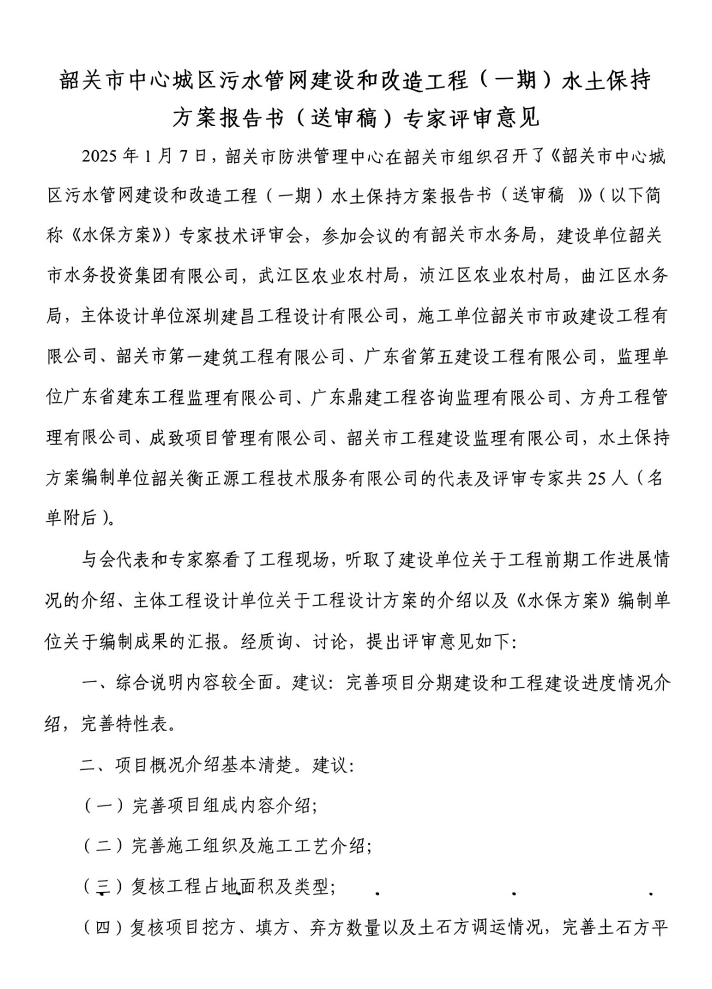 韶关市中心城区污水管网建设和改造工程（一期）水土保持
方案报告书（送审稿）专家评审意见
2025 年 1 月 7 日，韶关市防洪管理中心在韶关市组织召开了《韶关市中心城
区污水管网建设和改造工程（一期）水土保持方案报告书（送审稿 ）》（以下简
称《水保方案》）专家技术评审会，参加会议的有韶关市水务局，建设单位韶关
市水务投资集团有限公司，武江区农业农村局，浈江区农业农村局，曲江区水务
局，主体设计单位深圳建昌工程设计有限公司，施工单位韶关市市政建设工程有
限公司、韶关市第一建筑工程有限公司、广东省第五建设工程有限公司，监理单
位广东省建东工程监理有限公司、广东鼎建工程咨询监理有限公司、方舟工程管
理有限公司、成致项目管理有限公司、韶关市工程建设监理有限公司，水土保持
方案编制单位韶关衡正源工程技术服务有限公司的代表及评审专家共 25 人（名
单附后）。
与会代表和专家察看了工程现场，听取了建设单位关于工程前期工作进展情
况的介绍、主体工程设计单位关于工程设计方案的介绍以及《水保方案》编制单
位关于编制成果的汇报。经质询、讨论，提出评审意见如下：
一、综合说明内容较全面。建议：完善项目分期建设和工程建设进度情况介
绍，完善特性表。
二、项目概况介绍基本清楚。建议：
（一）完善项目组成内容介绍；
（二）完善施工组织及施工工艺介绍；
（三）复核工程占地面积及类型；
（四）复核项目挖方、填方、弃方数量以及土石方调运情况，完善土石方平